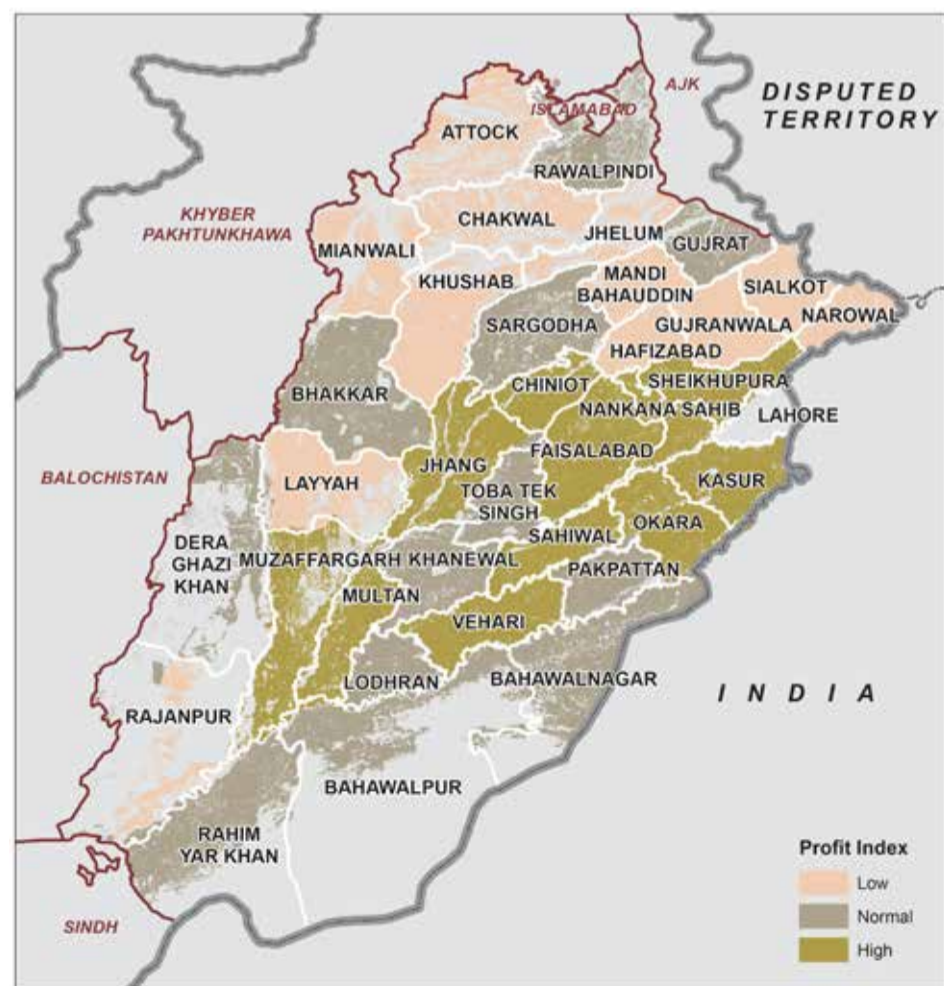 DISPUTED
TERRITORY
AJK
ISLAMABAD
ATTOCK
RAWALPINDI
KHYBER
PAKHTUNKHAWA
CHAKWAL
JHELUM
GUJRAT
MIANWALI
KHUSHAB
MANDI
BAHAUDDIN
SIALKOT
NAROWAL
SARGODHA
GUJRANWALA
HAFIZABAD
BHAKKAR
CHINIOT
SHEIKHUPURA
NANKANA SAHIB
LAHORE
BALOCHISTAN
LAYYAH
JHANG
FAISALABAD
KASUR
TOBA TEK
SINGH
OKARA
SAHIWAL
DERA
GHAZI
KHAN
MUZAFFARGARH
KHANEWAL
PAKPATTAN
MULTAN
VEHARI
LODHRAN
BAHAWALNAGAR
INDIA
RAJANPUR
BAHAWALPUR
RAHIM
YAR KHAN
SINDH
Profit Index
Low
Normal
High